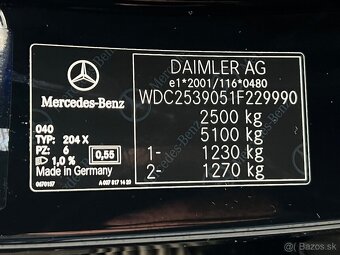 DAIMLER AG
e1*2001/116*0480
WDC2539051F229990
2500 kg
5100 kg
1- 1230 kg
2- 1270 kg
Mercedes-Benz
040
TYP: 204 X
PZ: 6
1,0 % 0,55
Made in Germany
© Bazos.sk